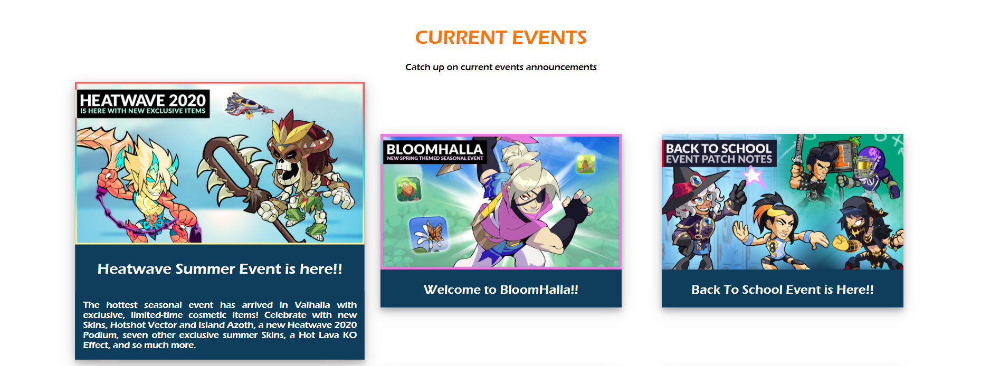 CURRENT EVENTS
Catch up on current events announcements
HEATWAVE 2020
IS HERE WITH NEW EXCLUSIVE ITEMS
Heatwave Summer Event is here!!
The hottest seasonal event has arrived in Valhalla with
exclusive, limited-time cosmetic items! Celebrate with new
Skins, Hotshot Vector and Island Azoth, a new Heatwave 2020
Podium, seven other exclusive summer Skins, a Hot Lava KO
Effect, and so much more.
BLOOMHALLA
NEW SPRING THEMED SEASONAL EVENT
Welcome to BloomHalla!!
BACK TO SCHOOL
EVENT PATCH NOTES
Back To School Event is Here!!